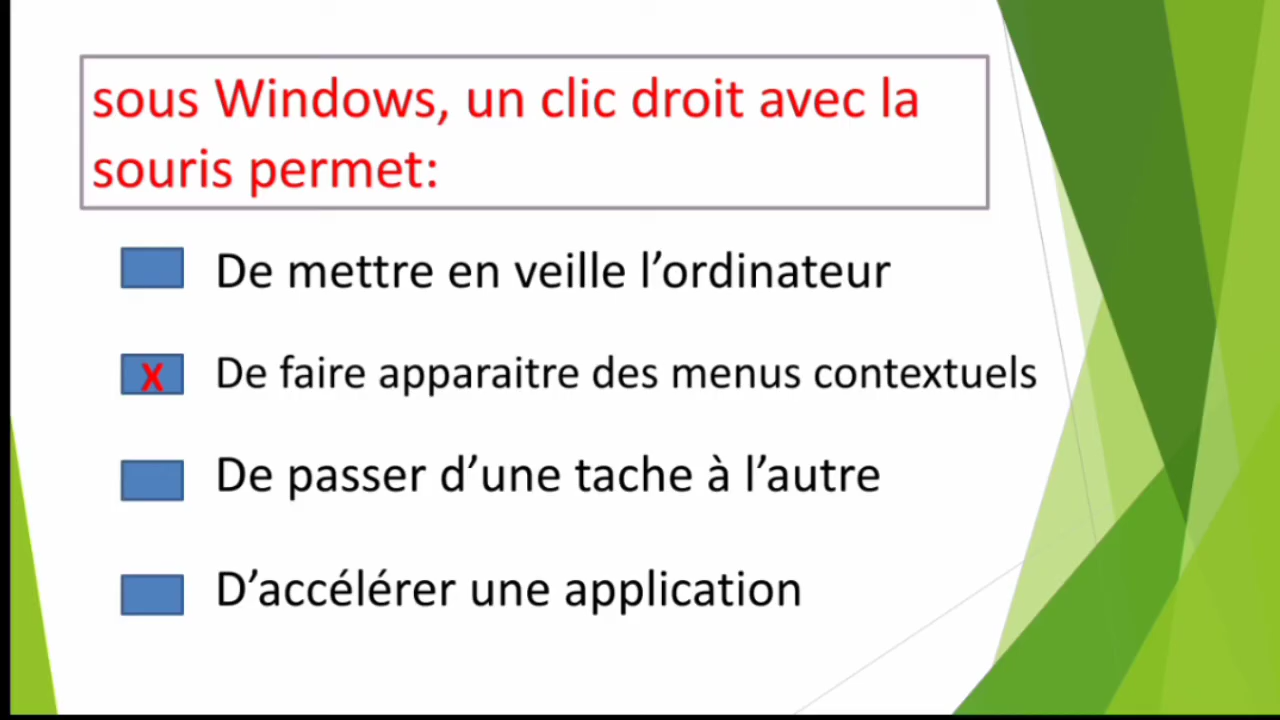 sous Windows, un clic droit avec la
souris permet:
De mettre en veille l’ordinateur
X De faire apparaitre des menus contextuels
De passer d’une tache à l’autre
D’accélérer une application